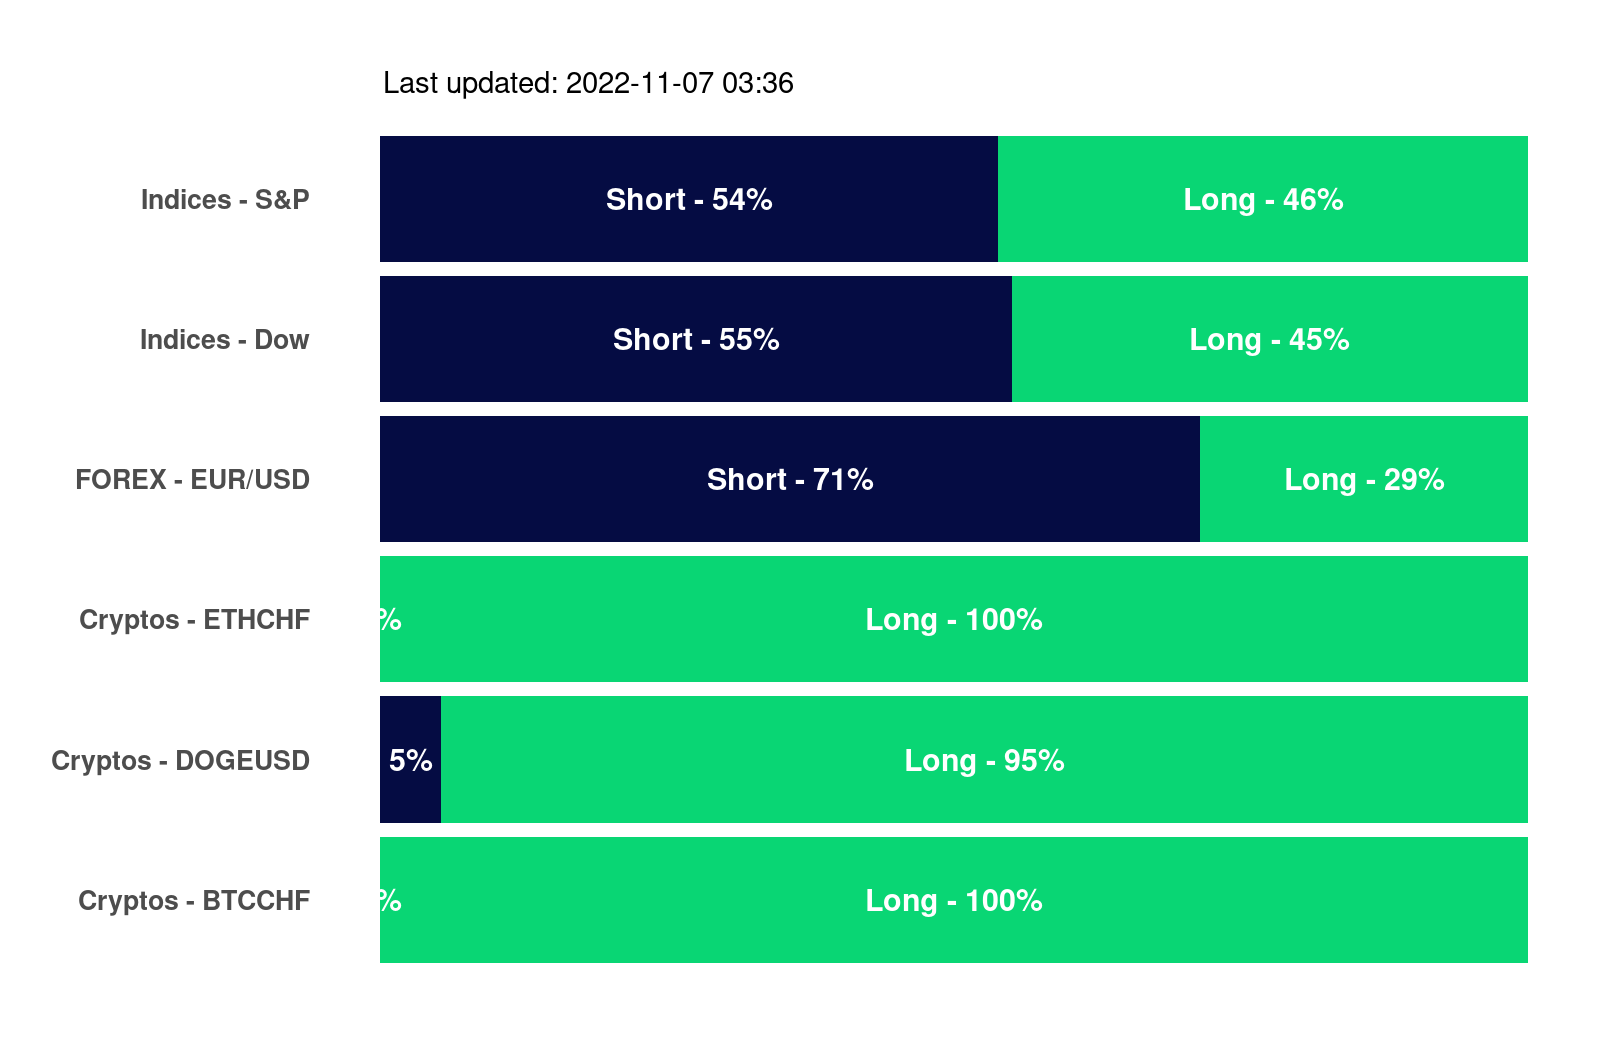 Last updated: 2022-11-07 03:36
Indices - S&P Short - 54% Long - 46%
Indices - Dow Short - 55% Long - 45%
FOREX - EUR/USD Short - 71% Long - 29%
Cryptos - ETHCHF % Long - 100%
Cryptos - DOGEUSD 5% Long - 95%
Cryptos - BTCCHF % Long - 100%